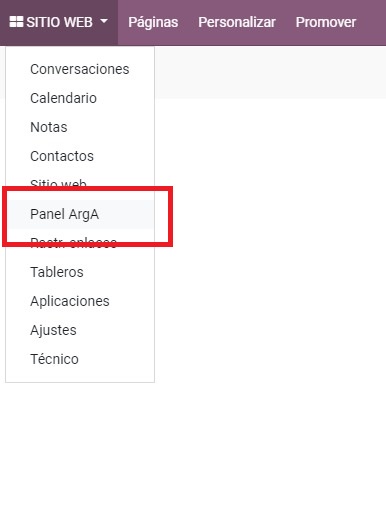 SITIO WEB Páginas Personalizar Promover
Conversaciones
Calendario
Notas
Contactos
Sitio web
Panel ArgA
Rastr. enlaces
Tableros
Aplicaciones
Ajustes
Técnico